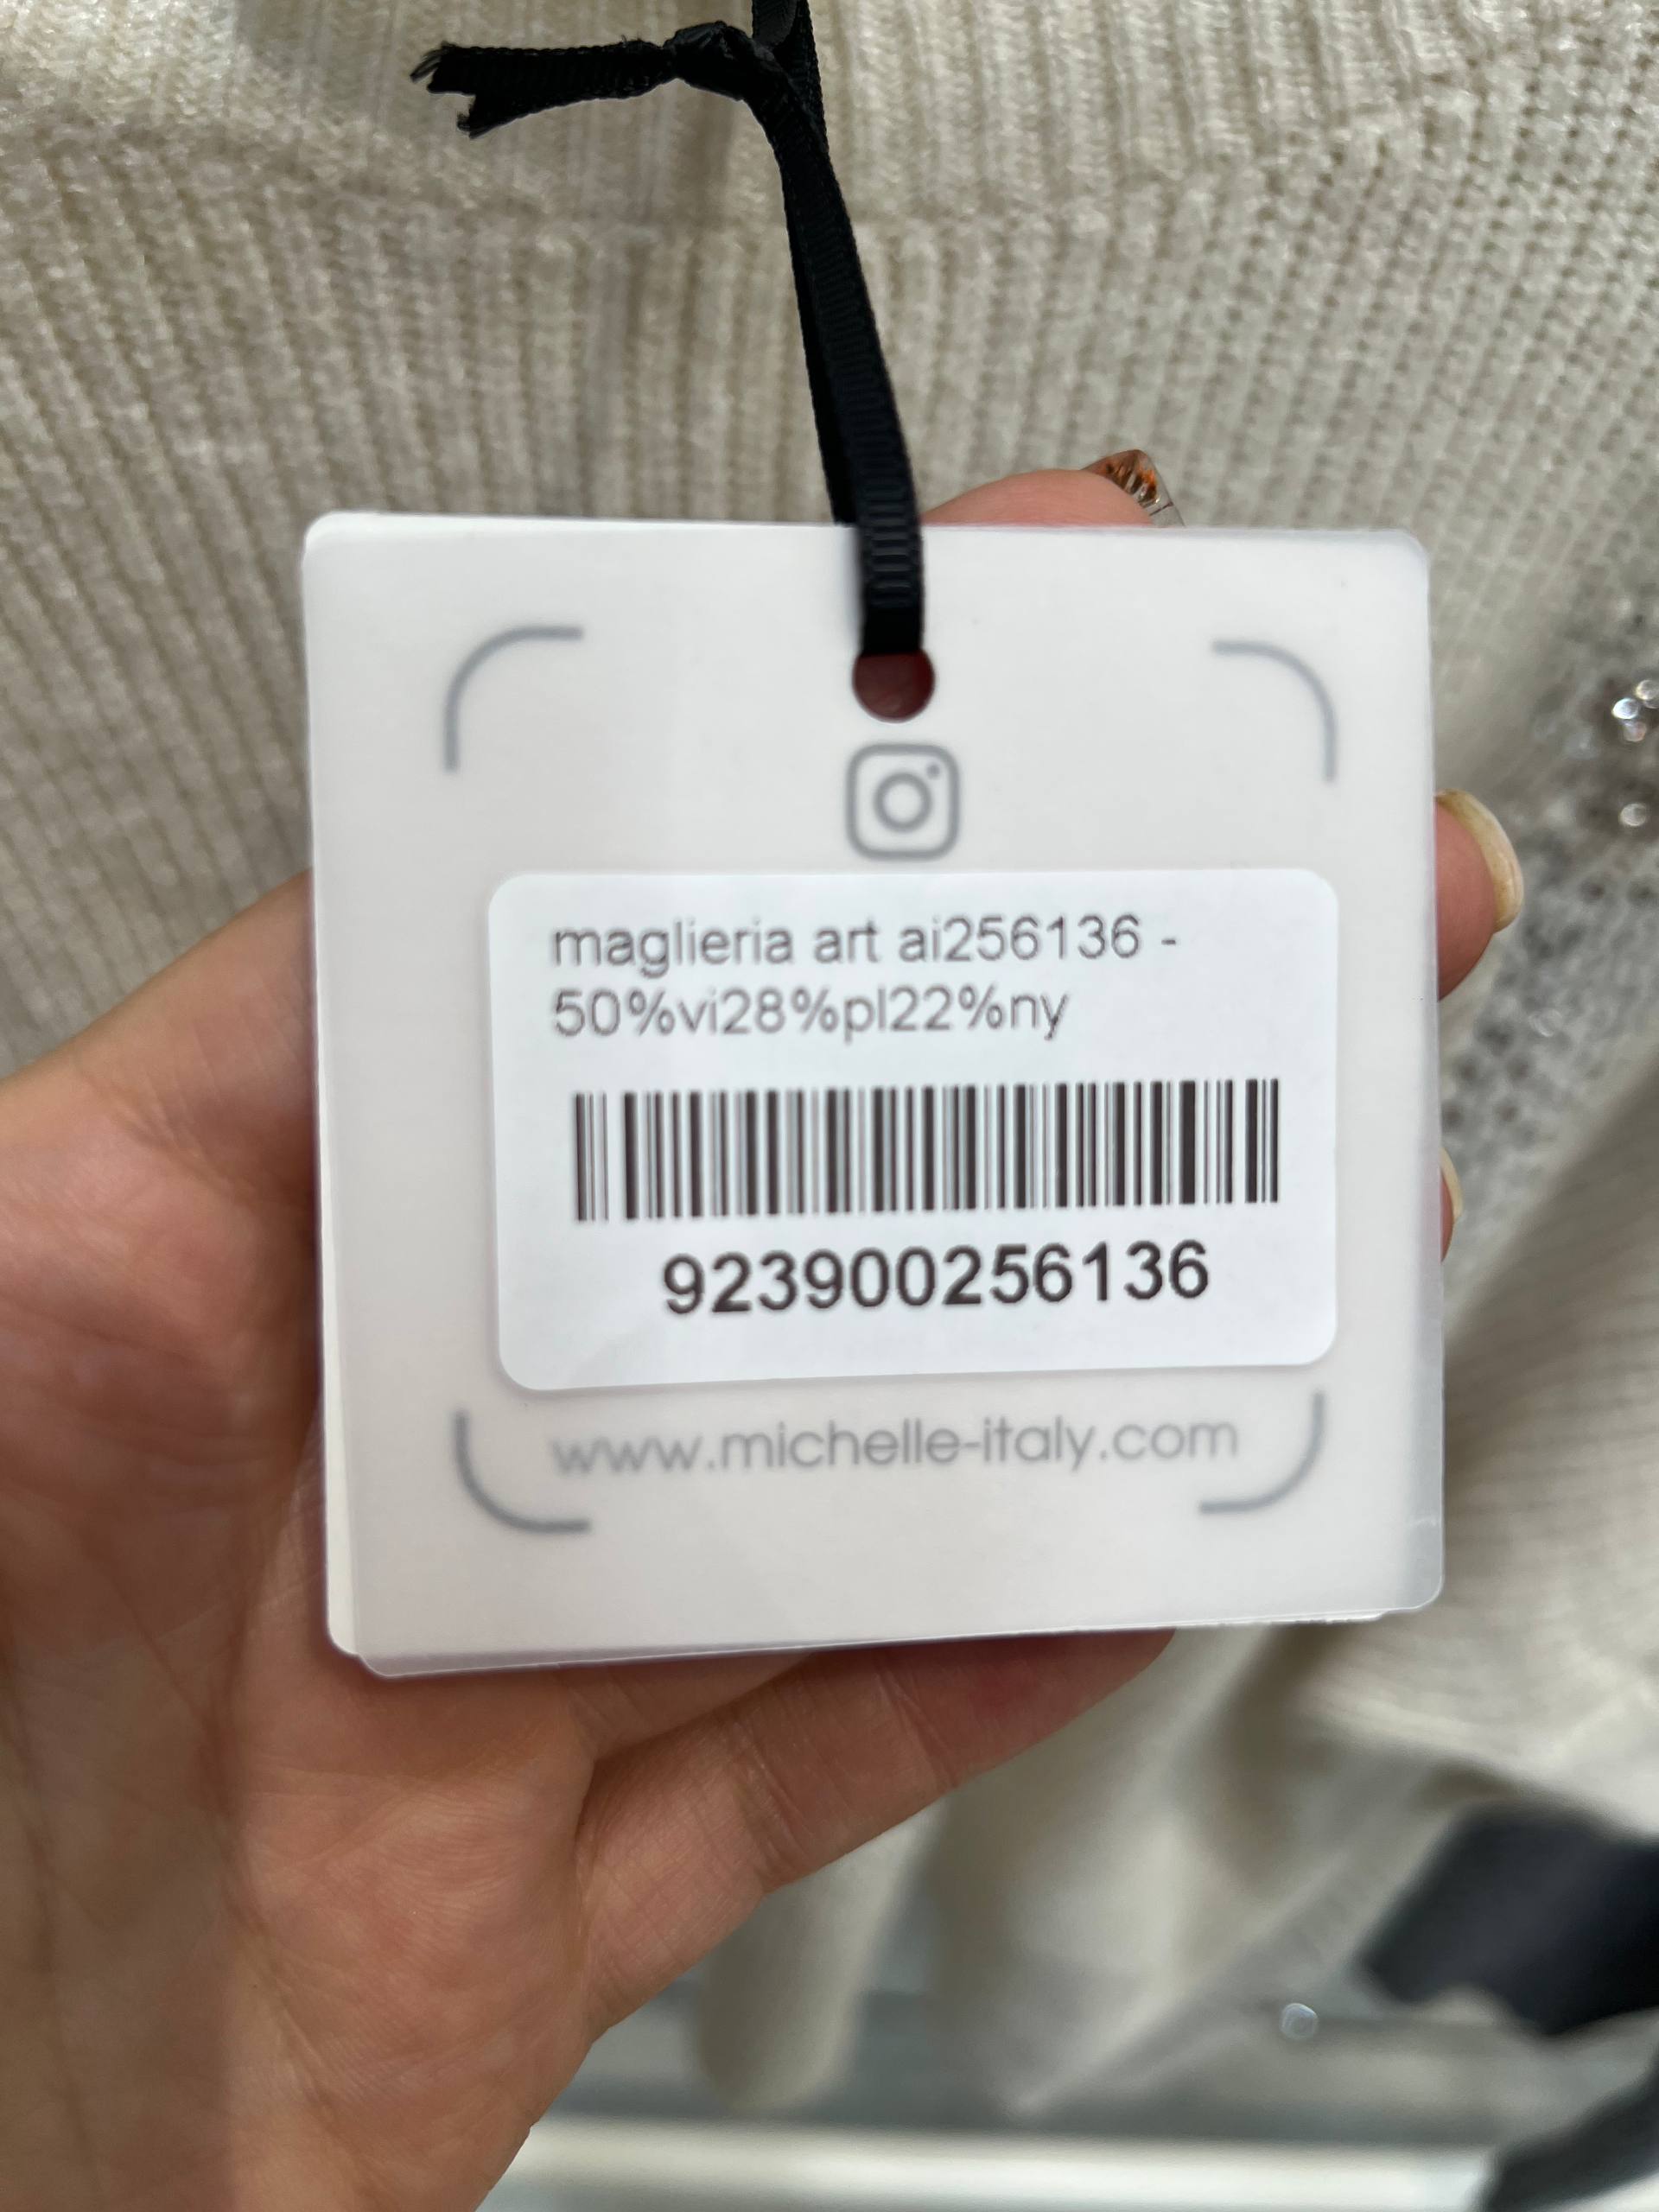 maglieria art ai256136 -
50%vi28%pl22%ny
923900256136
www.michelle-italy.com